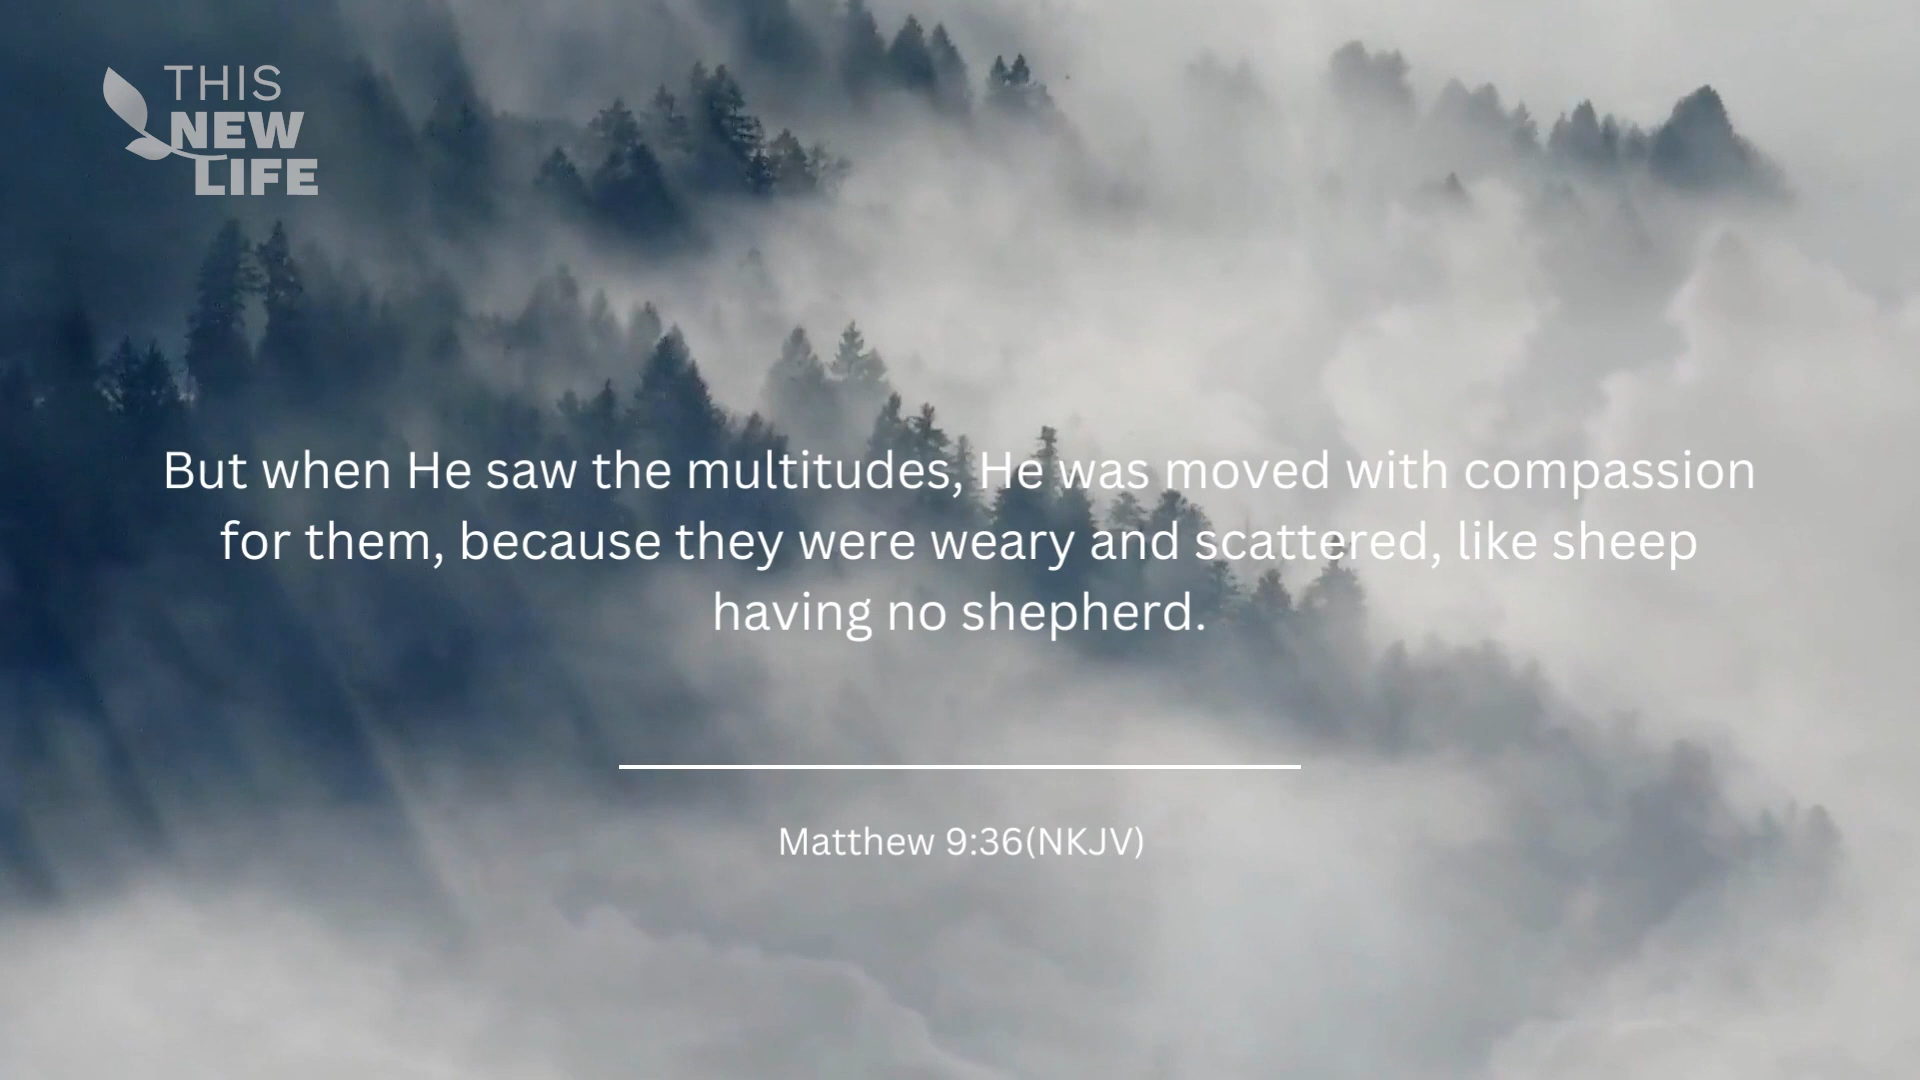 THIS
NEW
LIFE
But when He saw the multitudes, He was moved with compassion
for them, because they were weary and scattered, like sheep
having no shepherd.
Matthew 9:36(NKJV)